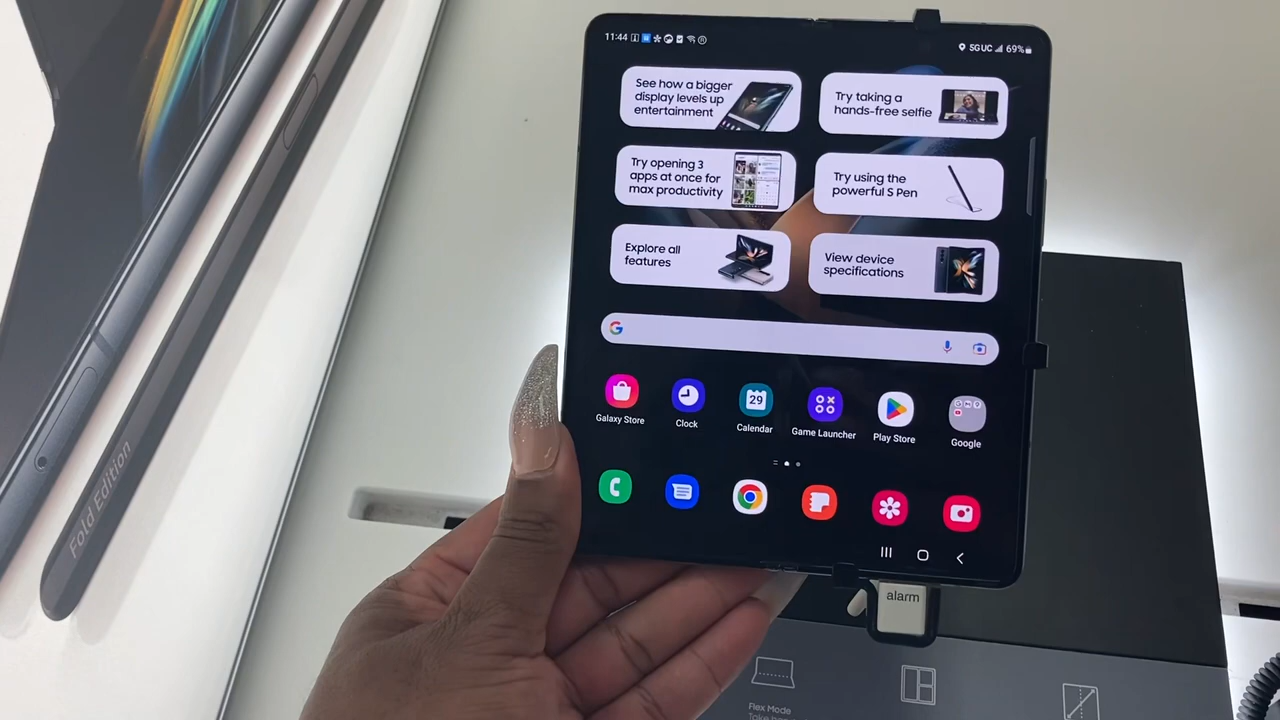 11:44
5GUC 69%
See how a bigger
display levels up
entertainment
Try taking a
hands-free selfie
Try opening 3
apps at once for
max productivity
Try using the
powerful S Pen
Explore all
features
View device
specifications
Galaxy Store
Clock
29
Calendar
Game Launcher
Play Store
Google
alarm
Fold Edition
Flex Mode